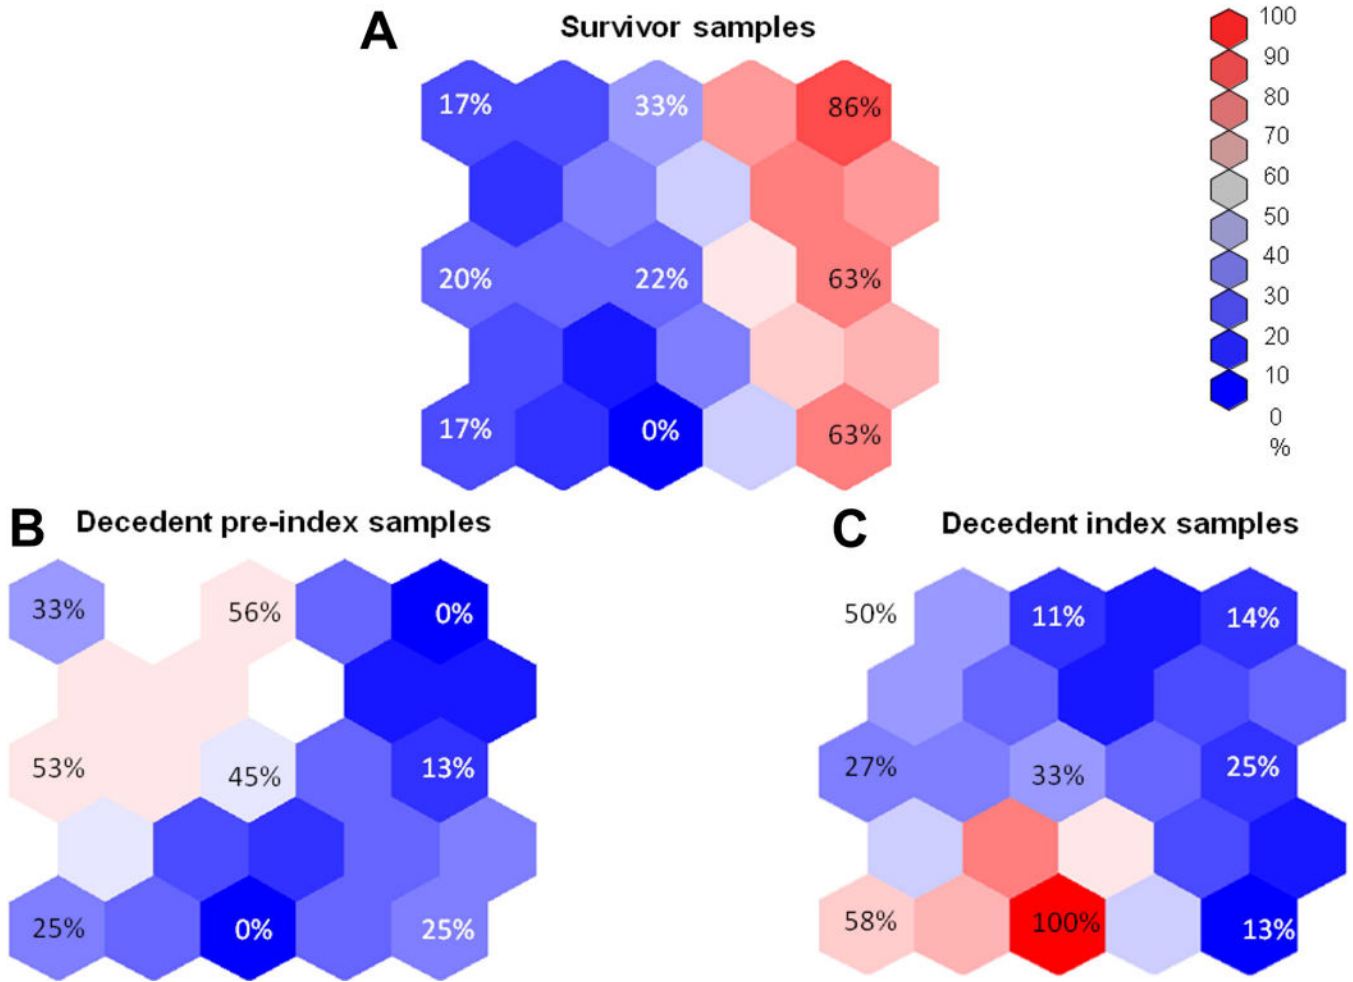 A Survivor samples
17% 33% 86%
20% 22% 63%
17% 0% 63%
100
90
80
70
60
50
40
30
20
10
0
%
B Decedent pre-index samples
33% 56% 0%
53% 45% 13%
25% 0% 25%
C Decedent index samples
50% 11% 14%
27% 33% 25%
58% 100% 13%